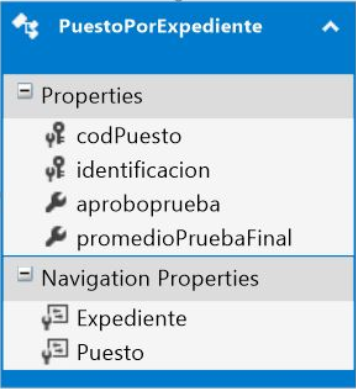 PuestoPorExpediente
Properties
codPuesto
identificacion
aproboprueba
promedioPruebaFinal
Navigation Properties
Expediente
Puesto